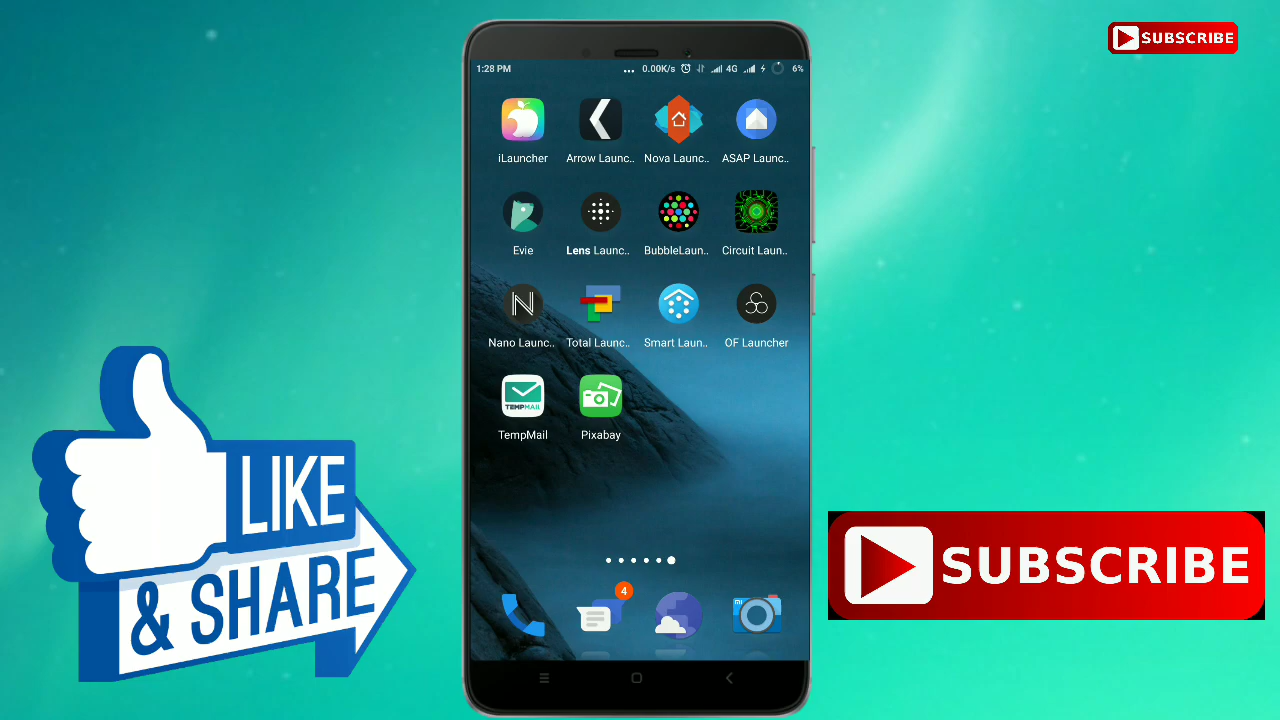 SUBSCRIBE
1:28 PM ... 0.00K/s 4G 6%
iLauncher Arrow Launc.. Nova Launc.. ASAP Launc..
Evie Lens Launc.. BubbleLaun.. Circuit Laun..
N
Nano Launc.. Total Launc.. Smart Laun.. OF Launcher
TEMPMAIL
TempMail Pixabay
4
mi
LIKE
& SHARE
SUBSCRIBE